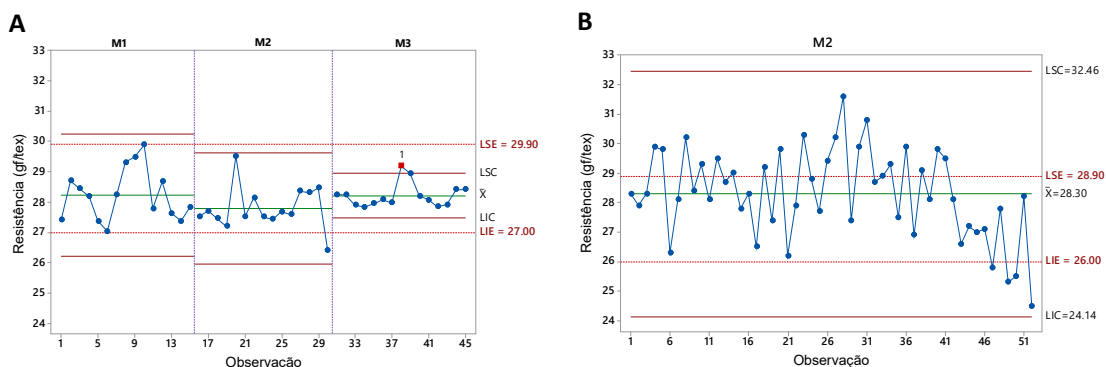 A
M1 M2 M3
33
32
31
30
29
28
27
26
25
24
Resistência (gf/tex)
1
LSE = 29.90
LSC
X̄
LIC
LIE = 27.00
1 5 9 13 17 21 25 29 33 37 41 45
Observação
B
M2
33
32
31
30
29
28
27
26
25
24
Resistência (gf/tex)
LSC=32.46
LSE = 28.90
X̄=28.30
LIE = 26.00
LIC=24.14
1 6 11 16 21 26 31 36 41 46 51
Observação